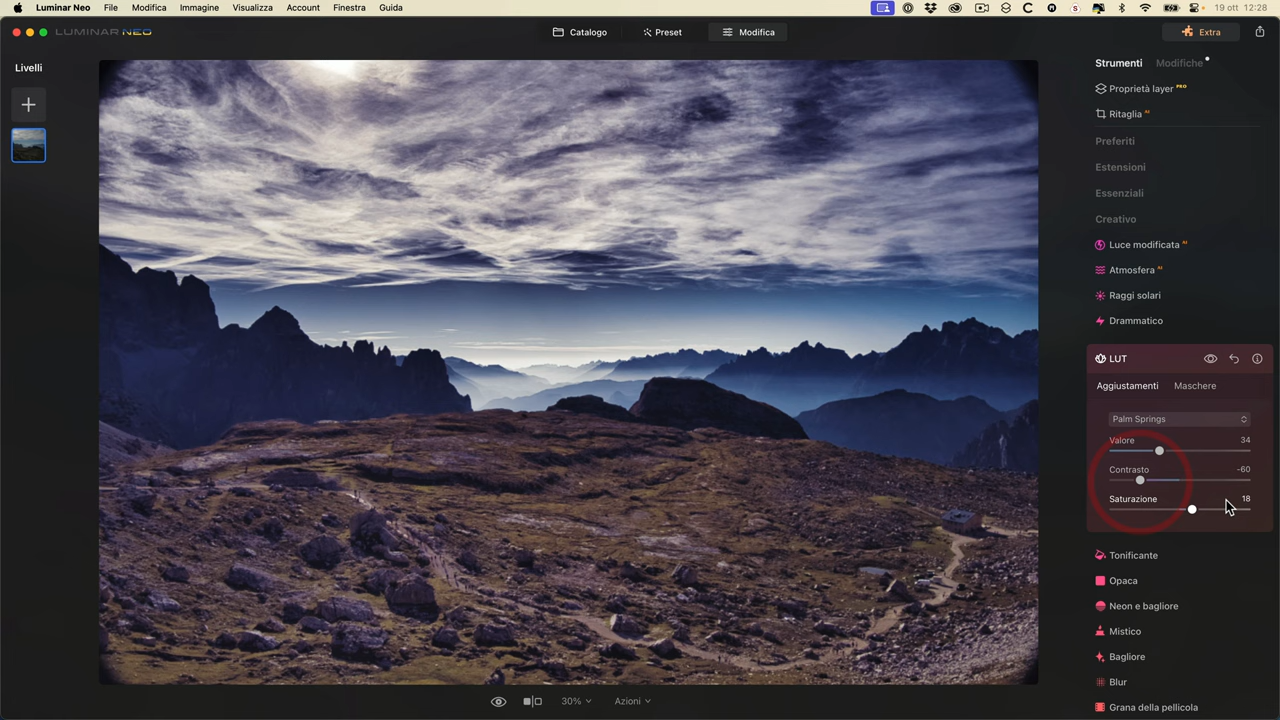 Luminar Neo File Modifica Immagine Visualizza Account Finestra Guida 19 ott 12:28
LUMINAR NEO Catalogo Preset Modifica Extra
Livelli
Strumenti Modifiche
Proprietà layer PRO
Ritaglia AI
Preferiti
Estensioni
Essenziali
Creativo
Luce modificata AI
Atmosfera AI
Raggi solari
Drammatico
LUT
Aggiustamenti Maschere
Palm Springs
Valore 34
Contrasto -60
Saturazione 18
Tonificante
Opaca
Neon e bagliore
Mistico
Bagliore
Blur
Grana della pellicola
30% Azioni